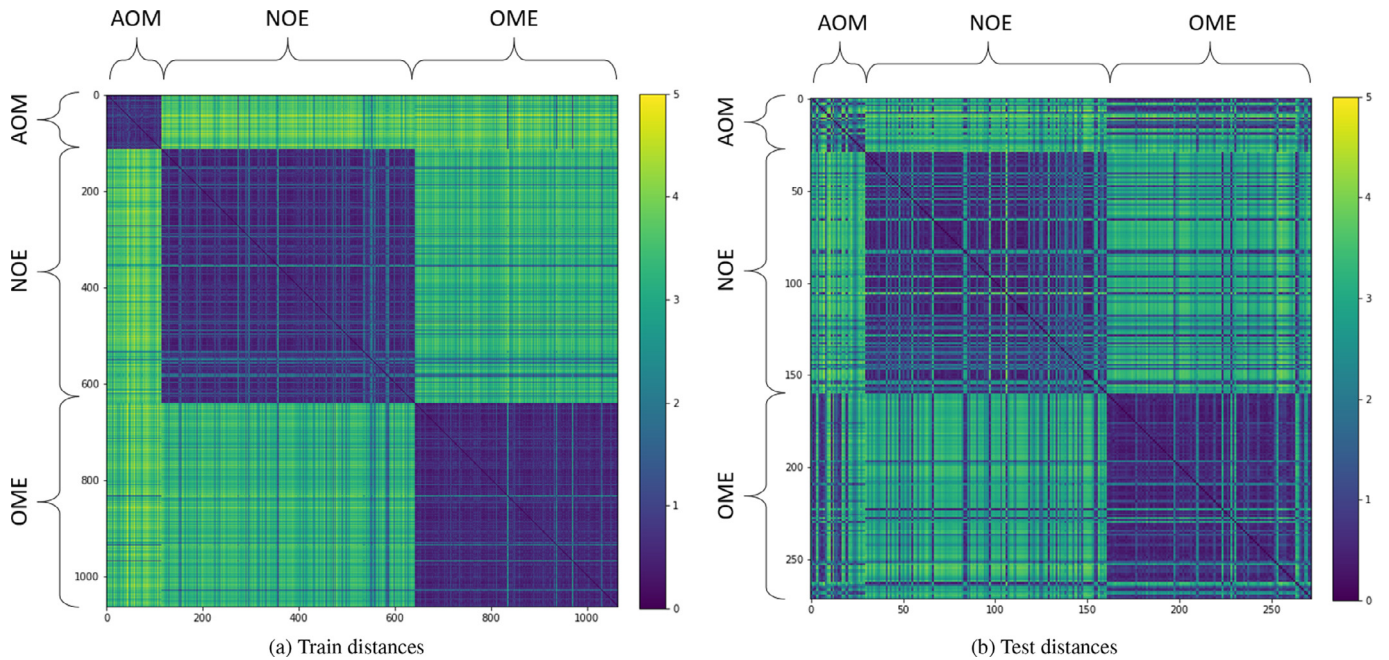 AOM NOE OME
AOM
NOE
OME
0
200
400
600
800
1000
0 200 400 600 800 1000
5
4
3
2
1
0
(a) Train distances
AOM NOE OME
AOM
NOE
OME
0
50
100
150
200
250
0 50 100 150 200 250
5
4
3
2
1
0
(b) Test distances